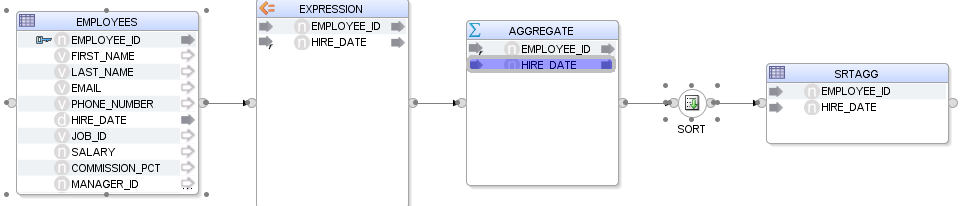 EMPLOYEES
EMPLOYEE_ID
FIRST_NAME
LAST_NAME
EMAIL
PHONE_NUMBER
HIRE_DATE
JOB_ID
SALARY
COMMISSION_PCT
MANAGER_ID ...
EXPRESSION
EMPLOYEE_ID
HIRE_DATE
AGGREGATE
EMPLOYEE_ID
HIRE_DATE
SORT
SRTAGG
EMPLOYEE_ID
HIRE_DATE